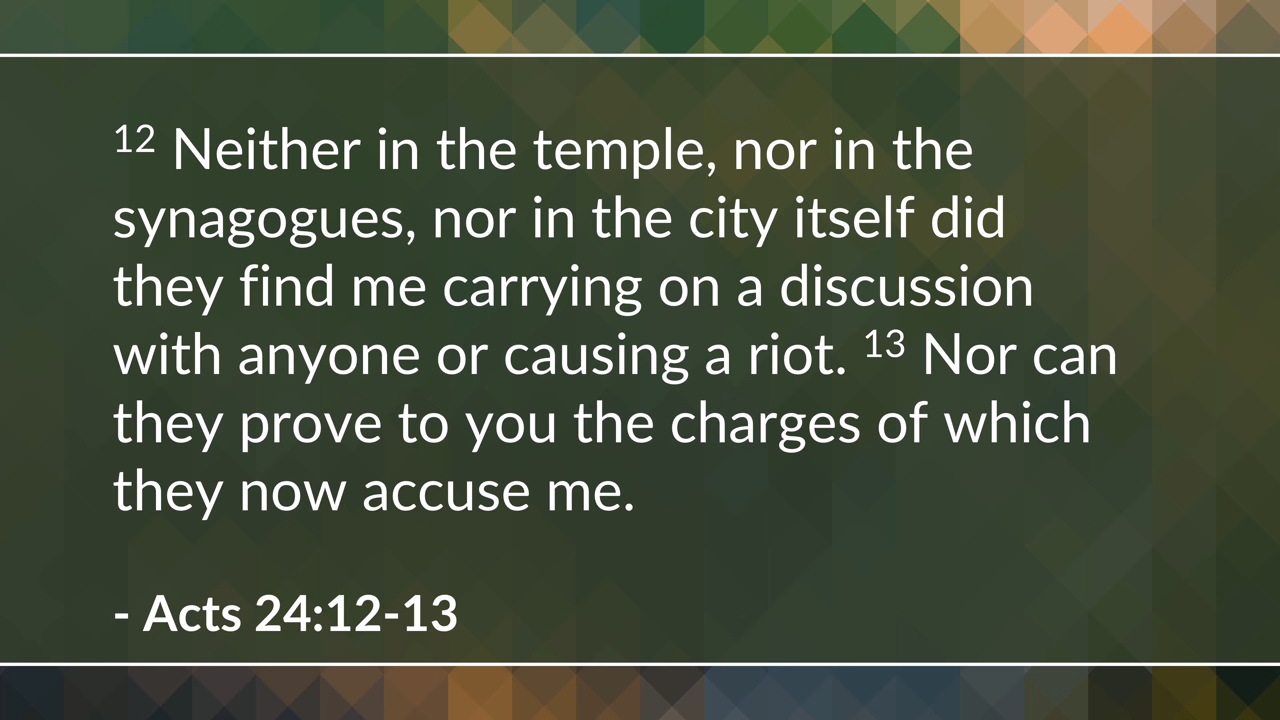 12 Neither in the temple, nor in the
synagogues, nor in the city itself did
they find me carrying on a discussion
with anyone or causing a riot. 13 Nor can
they prove to you the charges of which
they now accuse me.
- Acts 24:12-13